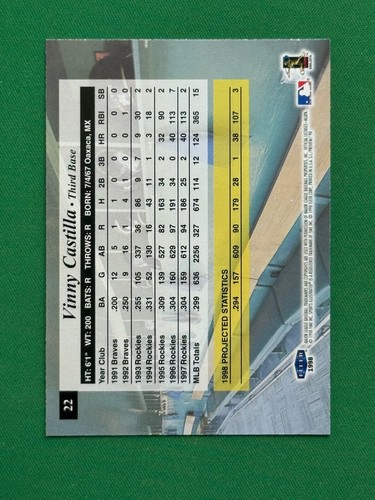 22
Vinny Castilla • Third Base
HT: 6'1" WT: 200 BATS: R THROWS: R BORN: 7/4/67 Oaxaca, MX
Year Club BA G AB R H 2B 3B HR RBI SB
1991 Braves .200 12 5 1 1 0 0 0 0 0
1992 Braves .250 9 16 1 4 1 0 0 1 0
1993 Rockies .255 105 337 36 86 9 7 9 30 2
1994 Rockies .331 52 130 16 43 11 1 3 18 2
1995 Rockies .309 139 527 82 163 34 2 32 90 2
1996 Rockies .304 160 629 97 191 34 0 40 113 7
1997 Rockies .304 159 612 94 186 25 2 40 113 2
MLB Totals .299 636 2256 327 674 114 12 124 365 15
1998 PROJECTED STATISTICS
.294 157 609 90 179 28 1 38 107 3
FLEER
1998